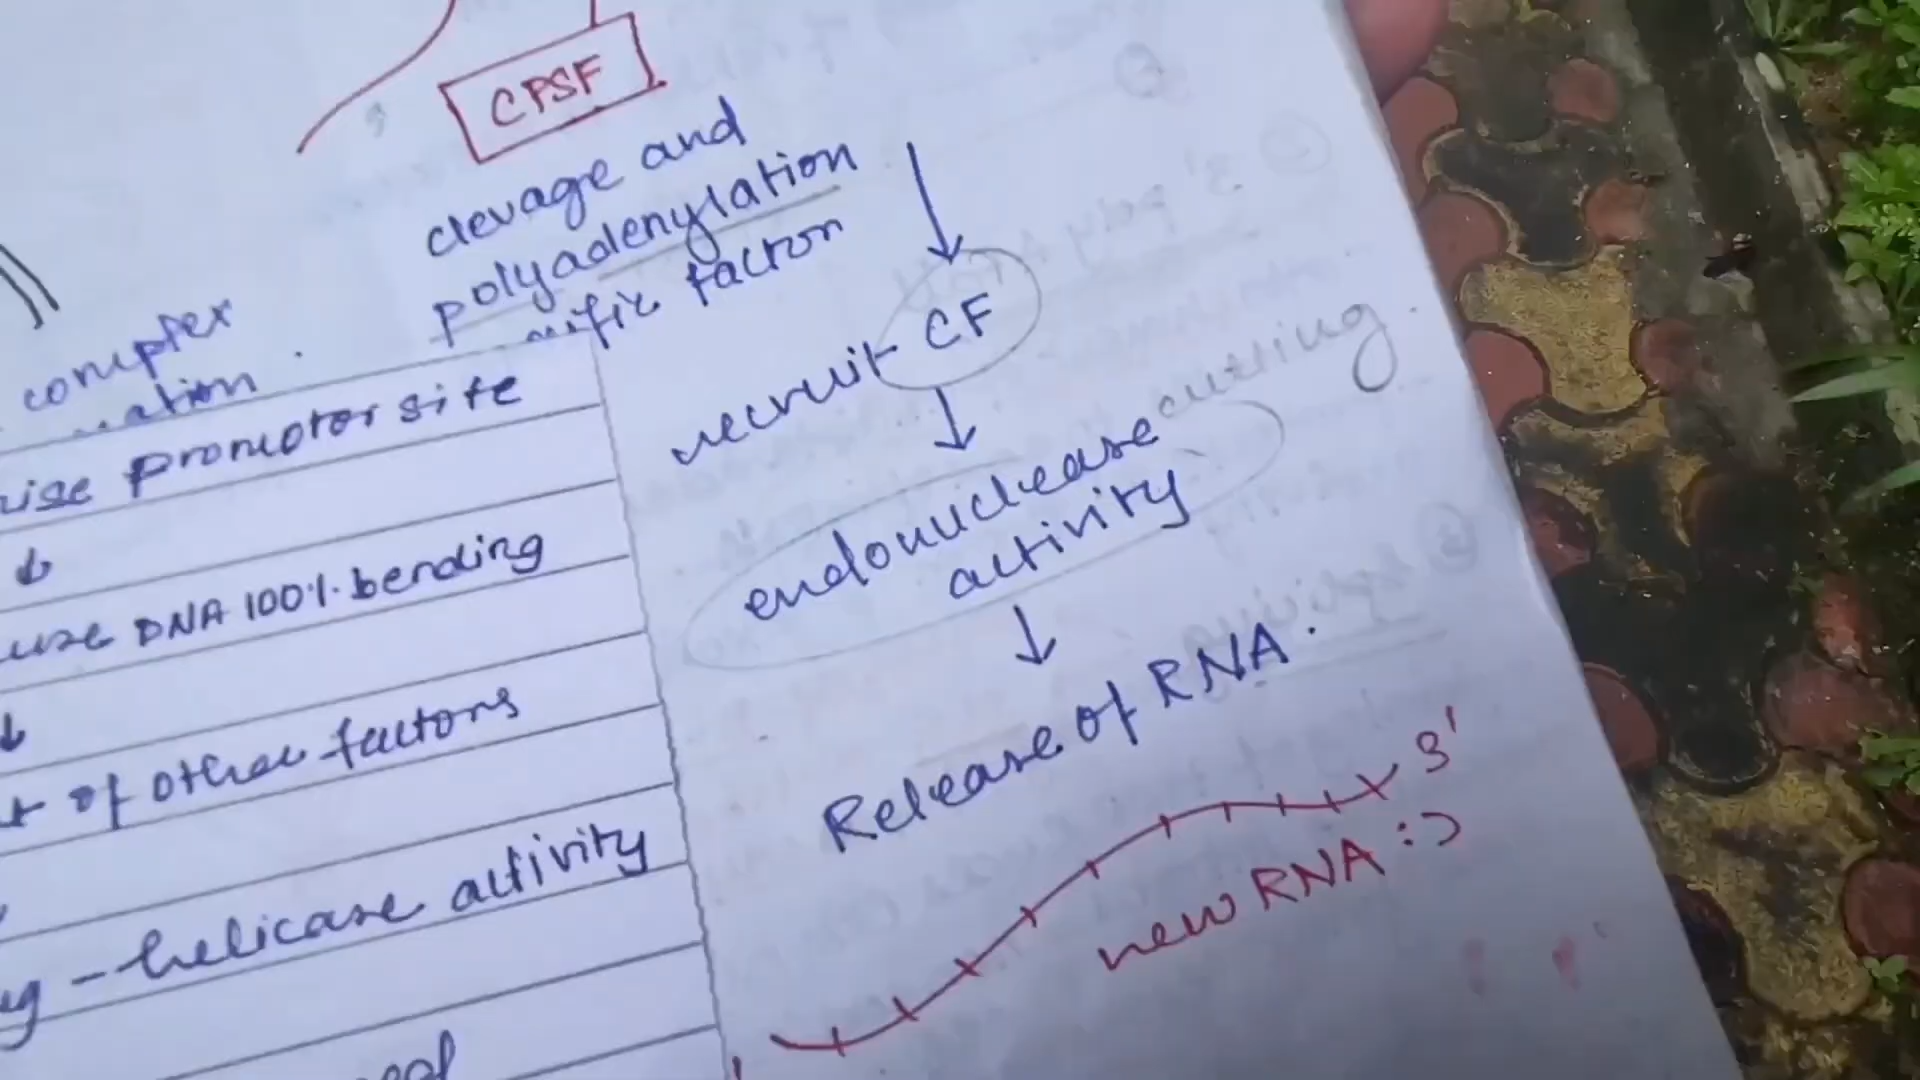 CPSF
clevage and
polyadenylation
factor
recruit CF
endonuclease cutting.
activity
Release of RNA.
3'
new RNA :)
complex
promotor site
DNA 100%. bending
of other factors
- helicase activity